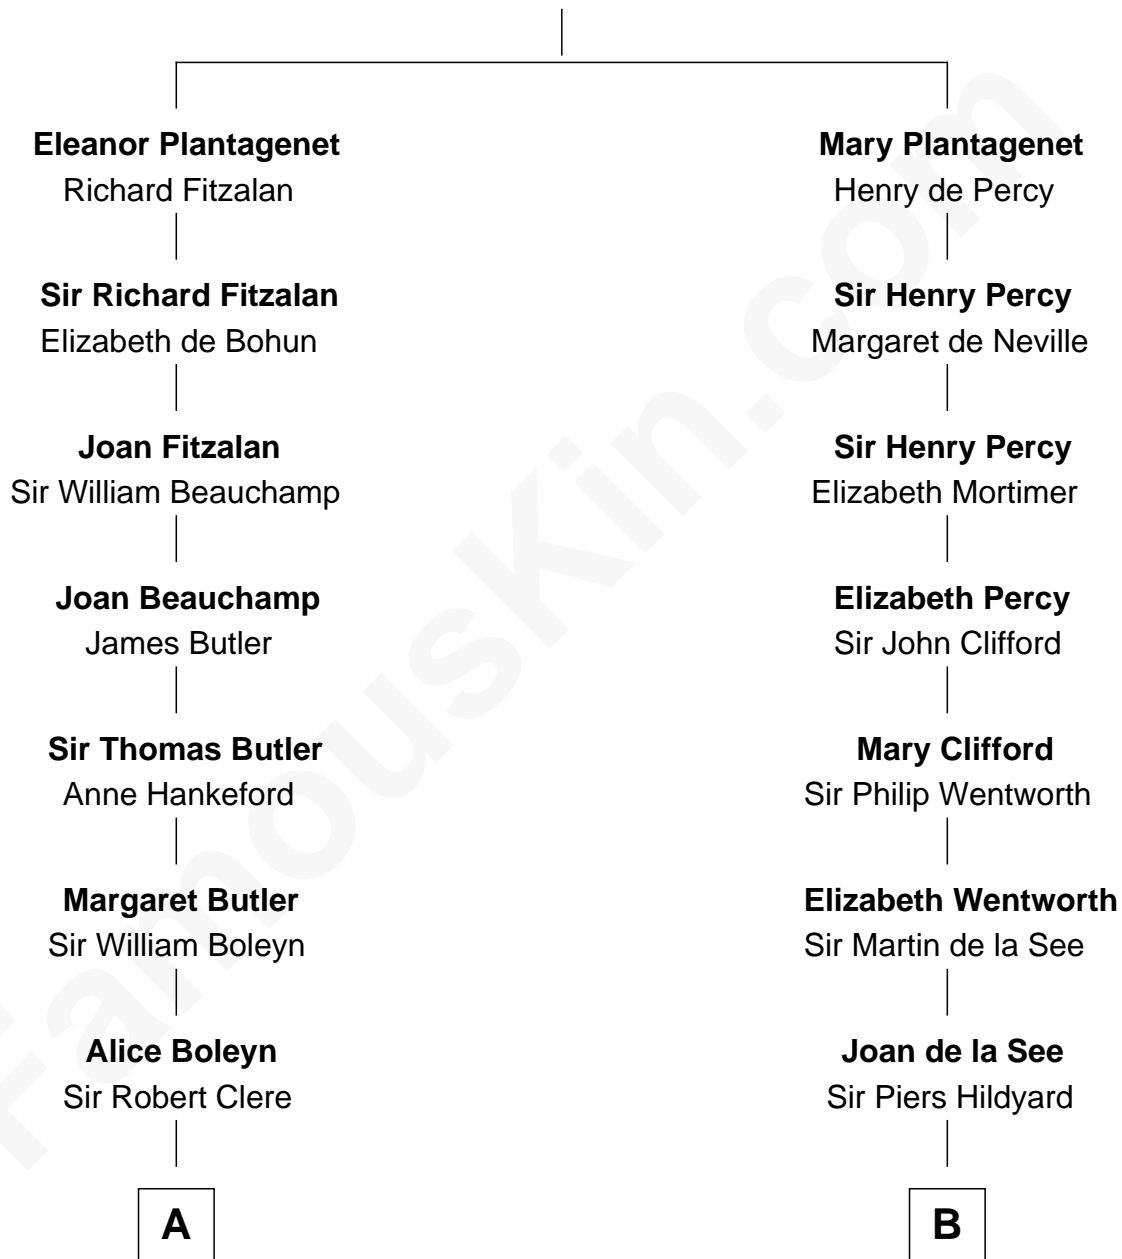 Eleanor Plantagenet
Richard Fitzalan
Mary Plantagenet
Henry de Percy
Sir Richard Fitzalan
Elizabeth de Bohun
Sir Henry Percy
Margaret de Neville
Joan Fitzalan
Sir William Beauchamp
Sir Henry Percy
Elizabeth Mortimer
Joan Beauchamp
James Butler
Elizabeth Percy
Sir John Clifford
Sir Thomas Butler
Anne Hankeford
Mary Clifford
Sir Philip Wentworth
Margaret Butler
Sir William Boleyn
Elizabeth Wentworth
Sir Martin de la See
Alice Boleyn
Sir Robert Clere
Joan de la See
Sir Piers Hildyard
A
B
FamousKin.com